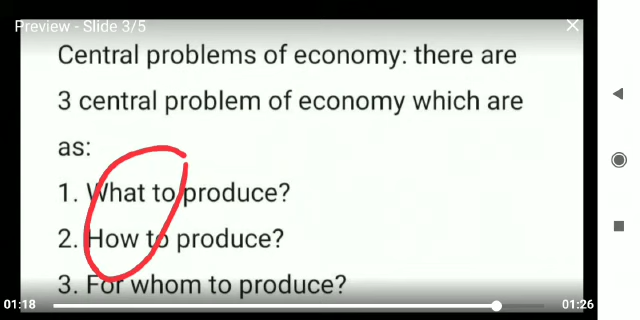 Preview - Slide 3/5
Central problems of economy: there are
3 central problem of economy which are
as:
1. What to produce?
2. How to produce?
3. For whom to produce?
01:18
01:26